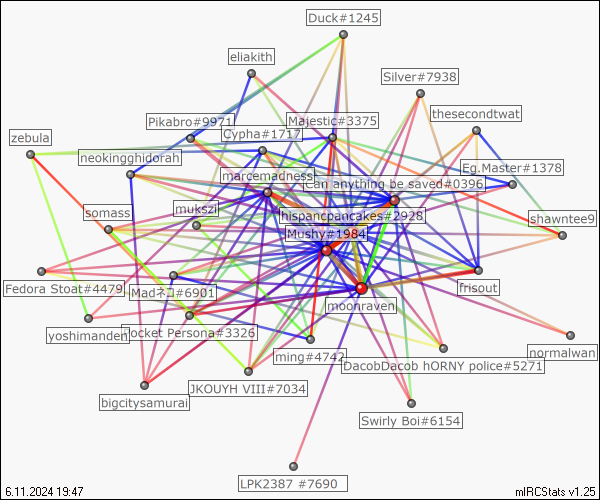 Duck#1245
eliakith
Silver#7938
thesecondtwat
Pikabro#9971
Majestic#3375
Cypha#1717
zebula
neokingghidorah
Eg.Master#1378
marcemadness
Can anything be saved#0396
somass
mukszi
hispancpancakes#2928
shawntee9
Mushy#1984
Fedora Stoat#4479
Madネコ#6901
moonraven
frisout
yoshimanden
Pocket Persona#3326
ming#4742
normalwan
DacobDacob hORNY police#5271
bigcitysamurai
JKOUYH VIII#7034
Swirly Boi#6154
LPK2387 #7690
6.11.2024 19:47
mIRCStats v1.25